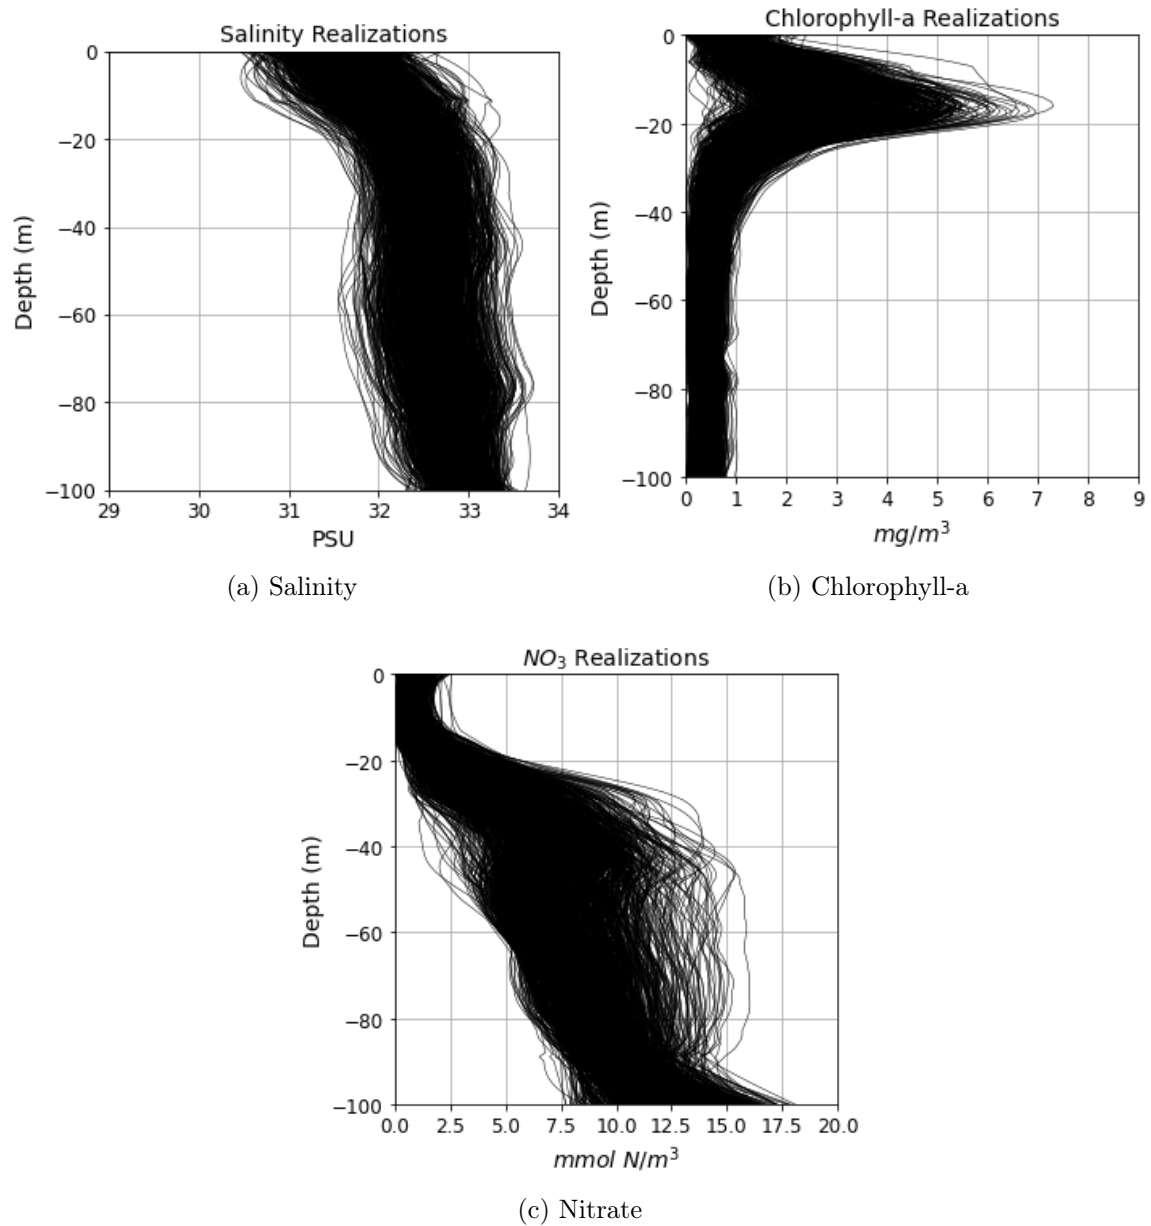 Salinity Realizations
0
−20
−40
−60
−80
−100
Depth (m)
29 30 31 32 33 34
PSU
(a) Salinity
Chlorophyll-a Realizations
0
−20
−40
−60
−80
−100
Depth (m)
0 1 2 3 4 5 6 7 8 9
mg/m³
(b) Chlorophyll-a
NO₃ Realizations
0
−20
−40
−60
−80
−100
Depth (m)
0.0 2.5 5.0 7.5 10.0 12.5 15.0 17.5 20.0
mmol N/m³
(c) Nitrate